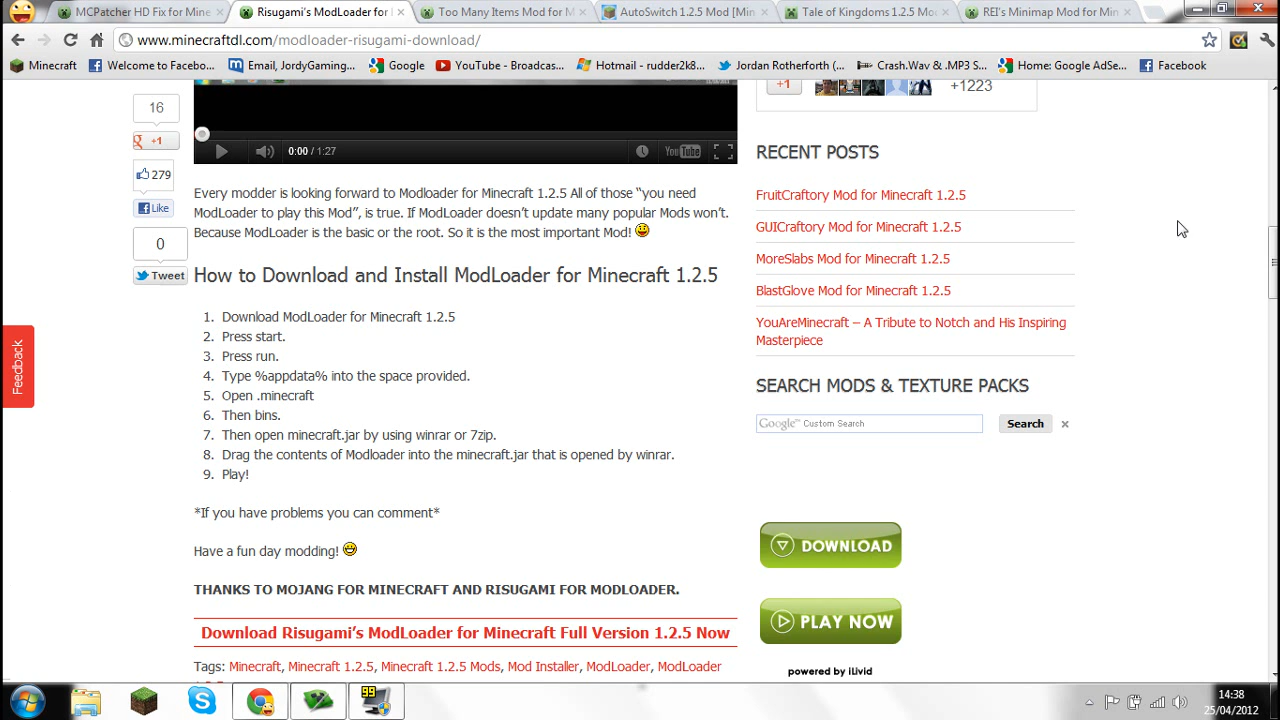 MCPatcher HD Fix for Mine
Risugami's ModLoader for
Too Many Items Mod for M
AutoSwitch 1.2.5 Mod [Min
Tale of Kingdoms 1.2.5 Mo
REI's Minimap Mod for Min
www.minecraftdl.com/modloader-risugami-download/
Minecraft
Welcome to Facebo...
Email, JordyGaming,...
Google
YouTube - Broadcas...
Hotmail - rudder2k8...
Jordan Rotherforth (...
Crash.Wav & .MP3 S...
Home: Google AdSe...
Facebook
16
+1
279
Like
0
Tweet
Feedback
0:00 / 1:27
YouTube
Every modder is looking forward to Modloader for Minecraft 1.2.5 All of those “you need
ModLoader to play this Mod”, is true. If ModLoader doesn’t update many popular Mods won’t.
Because ModLoader is the basic or the root. So it is the most important Mod!
How to Download and Install ModLoader for Minecraft 1.2.5
1. Download ModLoader for Minecraft 1.2.5
2. Press start.
3. Press run.
4. Type %appdata% into the space provided.
5. Open .minecraft
6. Then bins.
7. Then open minecraft.jar by using winrar or 7zip.
8. Drag the contents of Modloader into the minecraft.jar that is opened by winrar.
9. Play!
*If you have problems you can comment*
Have a fun day modding!
THANKS TO MOJANG FOR MINECRAFT AND RISUGAMI FOR MODLOADER.
Download Risugami’s ModLoader for Minecraft Full Version 1.2.5 Now
Tags: Minecraft, Minecraft 1.2.5, Minecraft 1.2.5 Mods, Mod Installer, ModLoader, ModLoader
+1
+1223
RECENT POSTS
FruitCraftory Mod for Minecraft 1.2.5
GUICraftory Mod for Minecraft 1.2.5
MoreSlabs Mod for Minecraft 1.2.5
BlastGlove Mod for Minecraft 1.2.5
YouAreMinecraft – A Tribute to Notch and His Inspiring
Masterpiece
SEARCH MODS & TEXTURE PACKS
Google™ Custom Search
Search
DOWNLOAD
PLAY NOW
powered by iLivid
99
14:38
25/04/2012